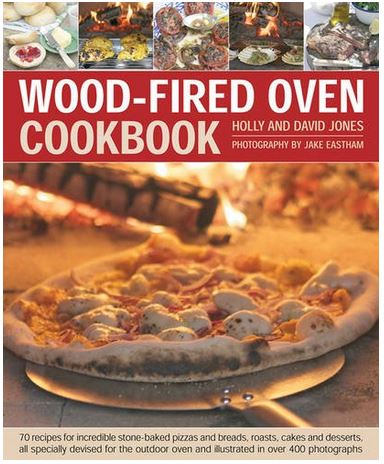 WOOD-FIRED OVEN
COOKBOOK
HOLLY AND DAVID JONES
PHOTOGRAPHY BY JAKE EASTHAM
70 recipes for incredible stone-baked pizzas and breads, roasts, cakes and desserts,
all specially devised for the outdoor oven and illustrated in over 400 photographs